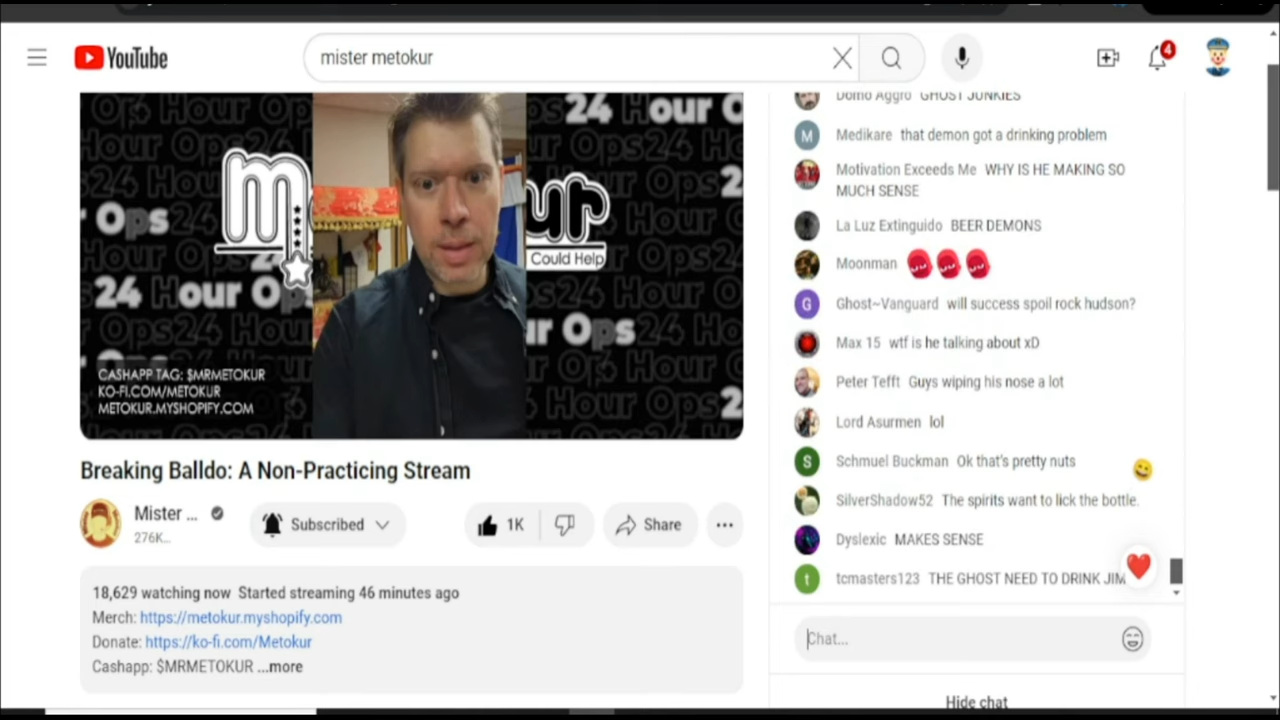 YouTube
mister metokur
4
24 Hour Ops
Could Help
CASHAPP TAG: $MRMETOKUR
KO-FI.COM/METOKUR
METOKUR.MYSHOPIFY.COM
Breaking Balldo: A Non-Practicing Stream
Mister ...
276K...
Subscribed
1K
Share
18,629 watching now Started streaming 46 minutes ago
Merch: https://metokur.myshopify.com
Donate: https://ko-fi.com/Metokur
Cashapp: $MRMETOKUR ...more
Domo Aggro GHOST JUNKIES
Medikare that demon got a drinking problem
Motivation Exceeds Me WHY IS HE MAKING SO
MUCH SENSE
La Luz Extinguido BEER DEMONS
Moonman
Ghost~Vanguard will success spoil rock hudson?
Max 15 wtf is he talking about xD
Peter Tefft Guys wiping his nose a lot
Lord Asurmen lol
Schmuel Buckman Ok that's pretty nuts
SilverShadow52 The spirits want to lick the bottle.
Dyslexic MAKES SENSE
tcmasters123 THE GHOST NEED TO DRINK JIM
Chat...
Hide chat